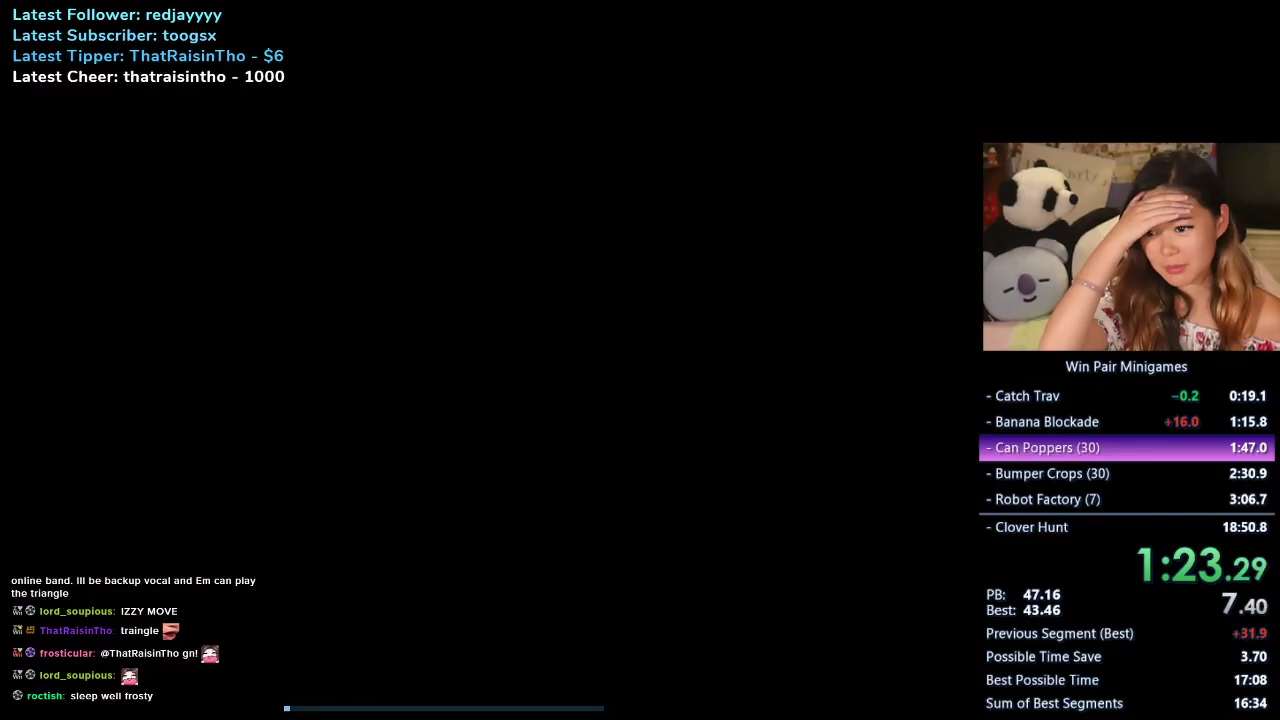 Latest Follower: redjayyyy
Latest Subscriber: toogsx
Latest Tipper: ThatRaisinTho - $6
Latest Cheer: thatraisintho - 1000
Win Pair Minigames
- Catch Trav −0.2 0:19.1
- Banana Blockade +16.0 1:15.8
- Can Poppers (30) 1:47.0
- Bumper Crops (30) 2:30.9
- Robot Factory (7) 3:06.7
- Clover Hunt 18:50.8
1:23.29
PB: 47.16
Best: 43.46
7.40
Previous Segment (Best) +31.9
Possible Time Save 3.70
Best Possible Time 17:08
Sum of Best Segments 16:34
online band. Ill be backup vocal and Em can play
the triangle
lord_soupious: IZZY MOVE
ThatRaisinTho: traingle
frosticular: @ThatRaisinTho gn!
lord_soupious:
roctish: sleep well frosty